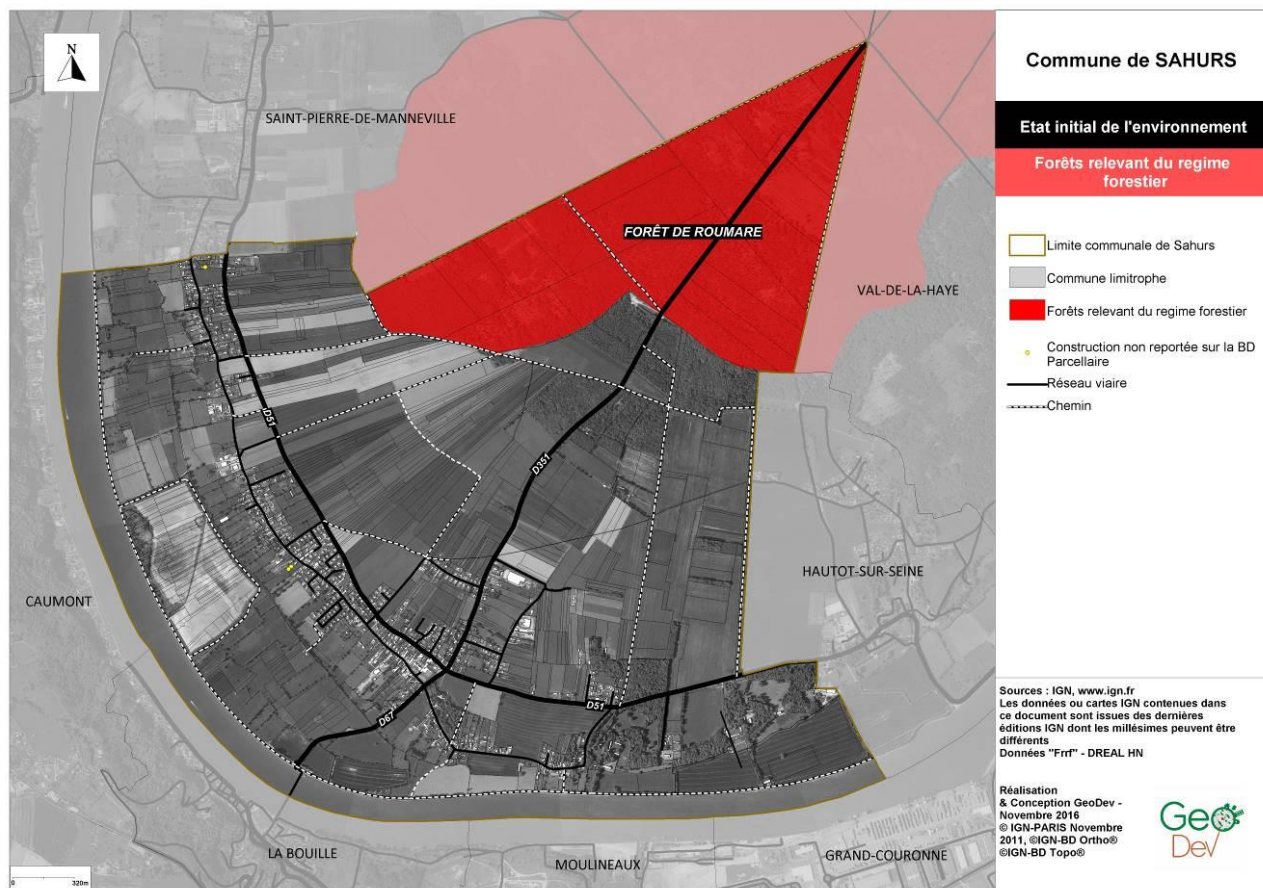 N
SAINT-PIERRE-DE-MANNEVILLE
FORÊT DE ROUMARE
VAL-DE-LA-HAYE
D51
D351
HAUTOT-SUR-SEINE
CAUMONT
D51
D67
LA BOUILLE
MOULINEAUX
GRAND-COURONNE
0 320m
Commune de SAHURS
Etat initial de l'environnement
Forêts relevant du regime
forestier
Limite communale de Sahurs
Commune limitrophe
Forêts relevant du regime forestier
Construction non reportée sur la BD
Parcellaire
Réseau viaire
Chemin
Sources : IGN, www.ign.fr
Les données ou cartes IGN contenues dans
ce document sont issues des dernières
éditions IGN dont les millésimes peuvent être
différents
Données "Frrf" - DREAL HN
Réalisation
& Conception GeoDev -
Novembre 2016
© IGN-PARIS Novembre
2011, ©IGN-BD Ortho®
©IGN-BD Topo®
Geo
Dev